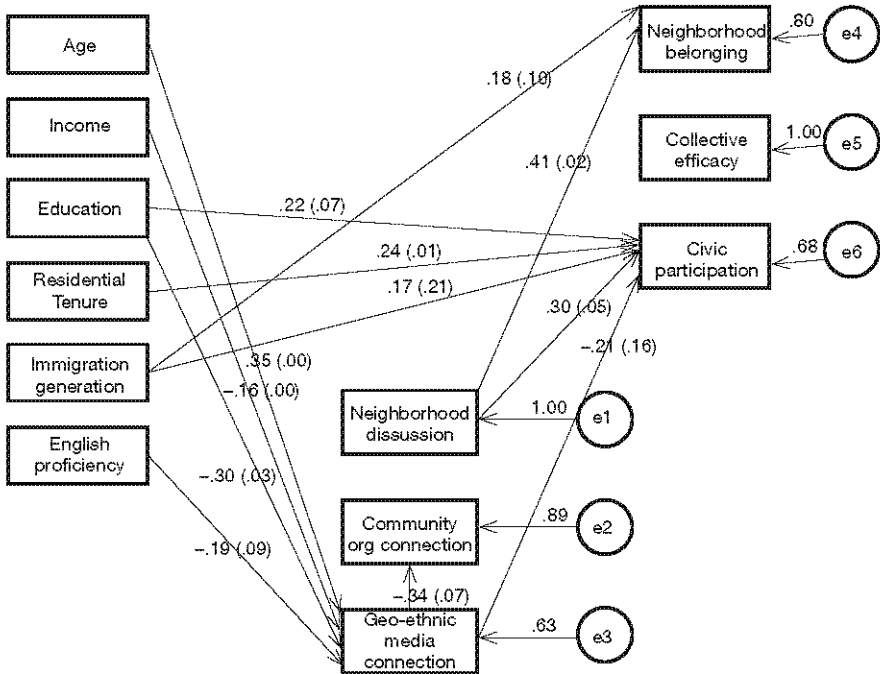 Age
Income
Education
Residential
Tenure
Immigration
generation
English
proficiency
Neighborhood
belonging
.80
e4
Collective
efficacy
1.00
e5
Civic
participation
.68
e6
.18 (.10)
.41 (.02)
.22 (.07)
.24 (.01)
.17 (.21)
.30 (.05)
–.21 (.16)
.35 (.00)
–.16 (.00)
–.30 (.03)
–.19 (.09)
Neighborhood
dissussion
1.00
e1
Community
org connection
.89
e2
–.34 (.07)
Geo-ethnic
media
connection
.63
e3